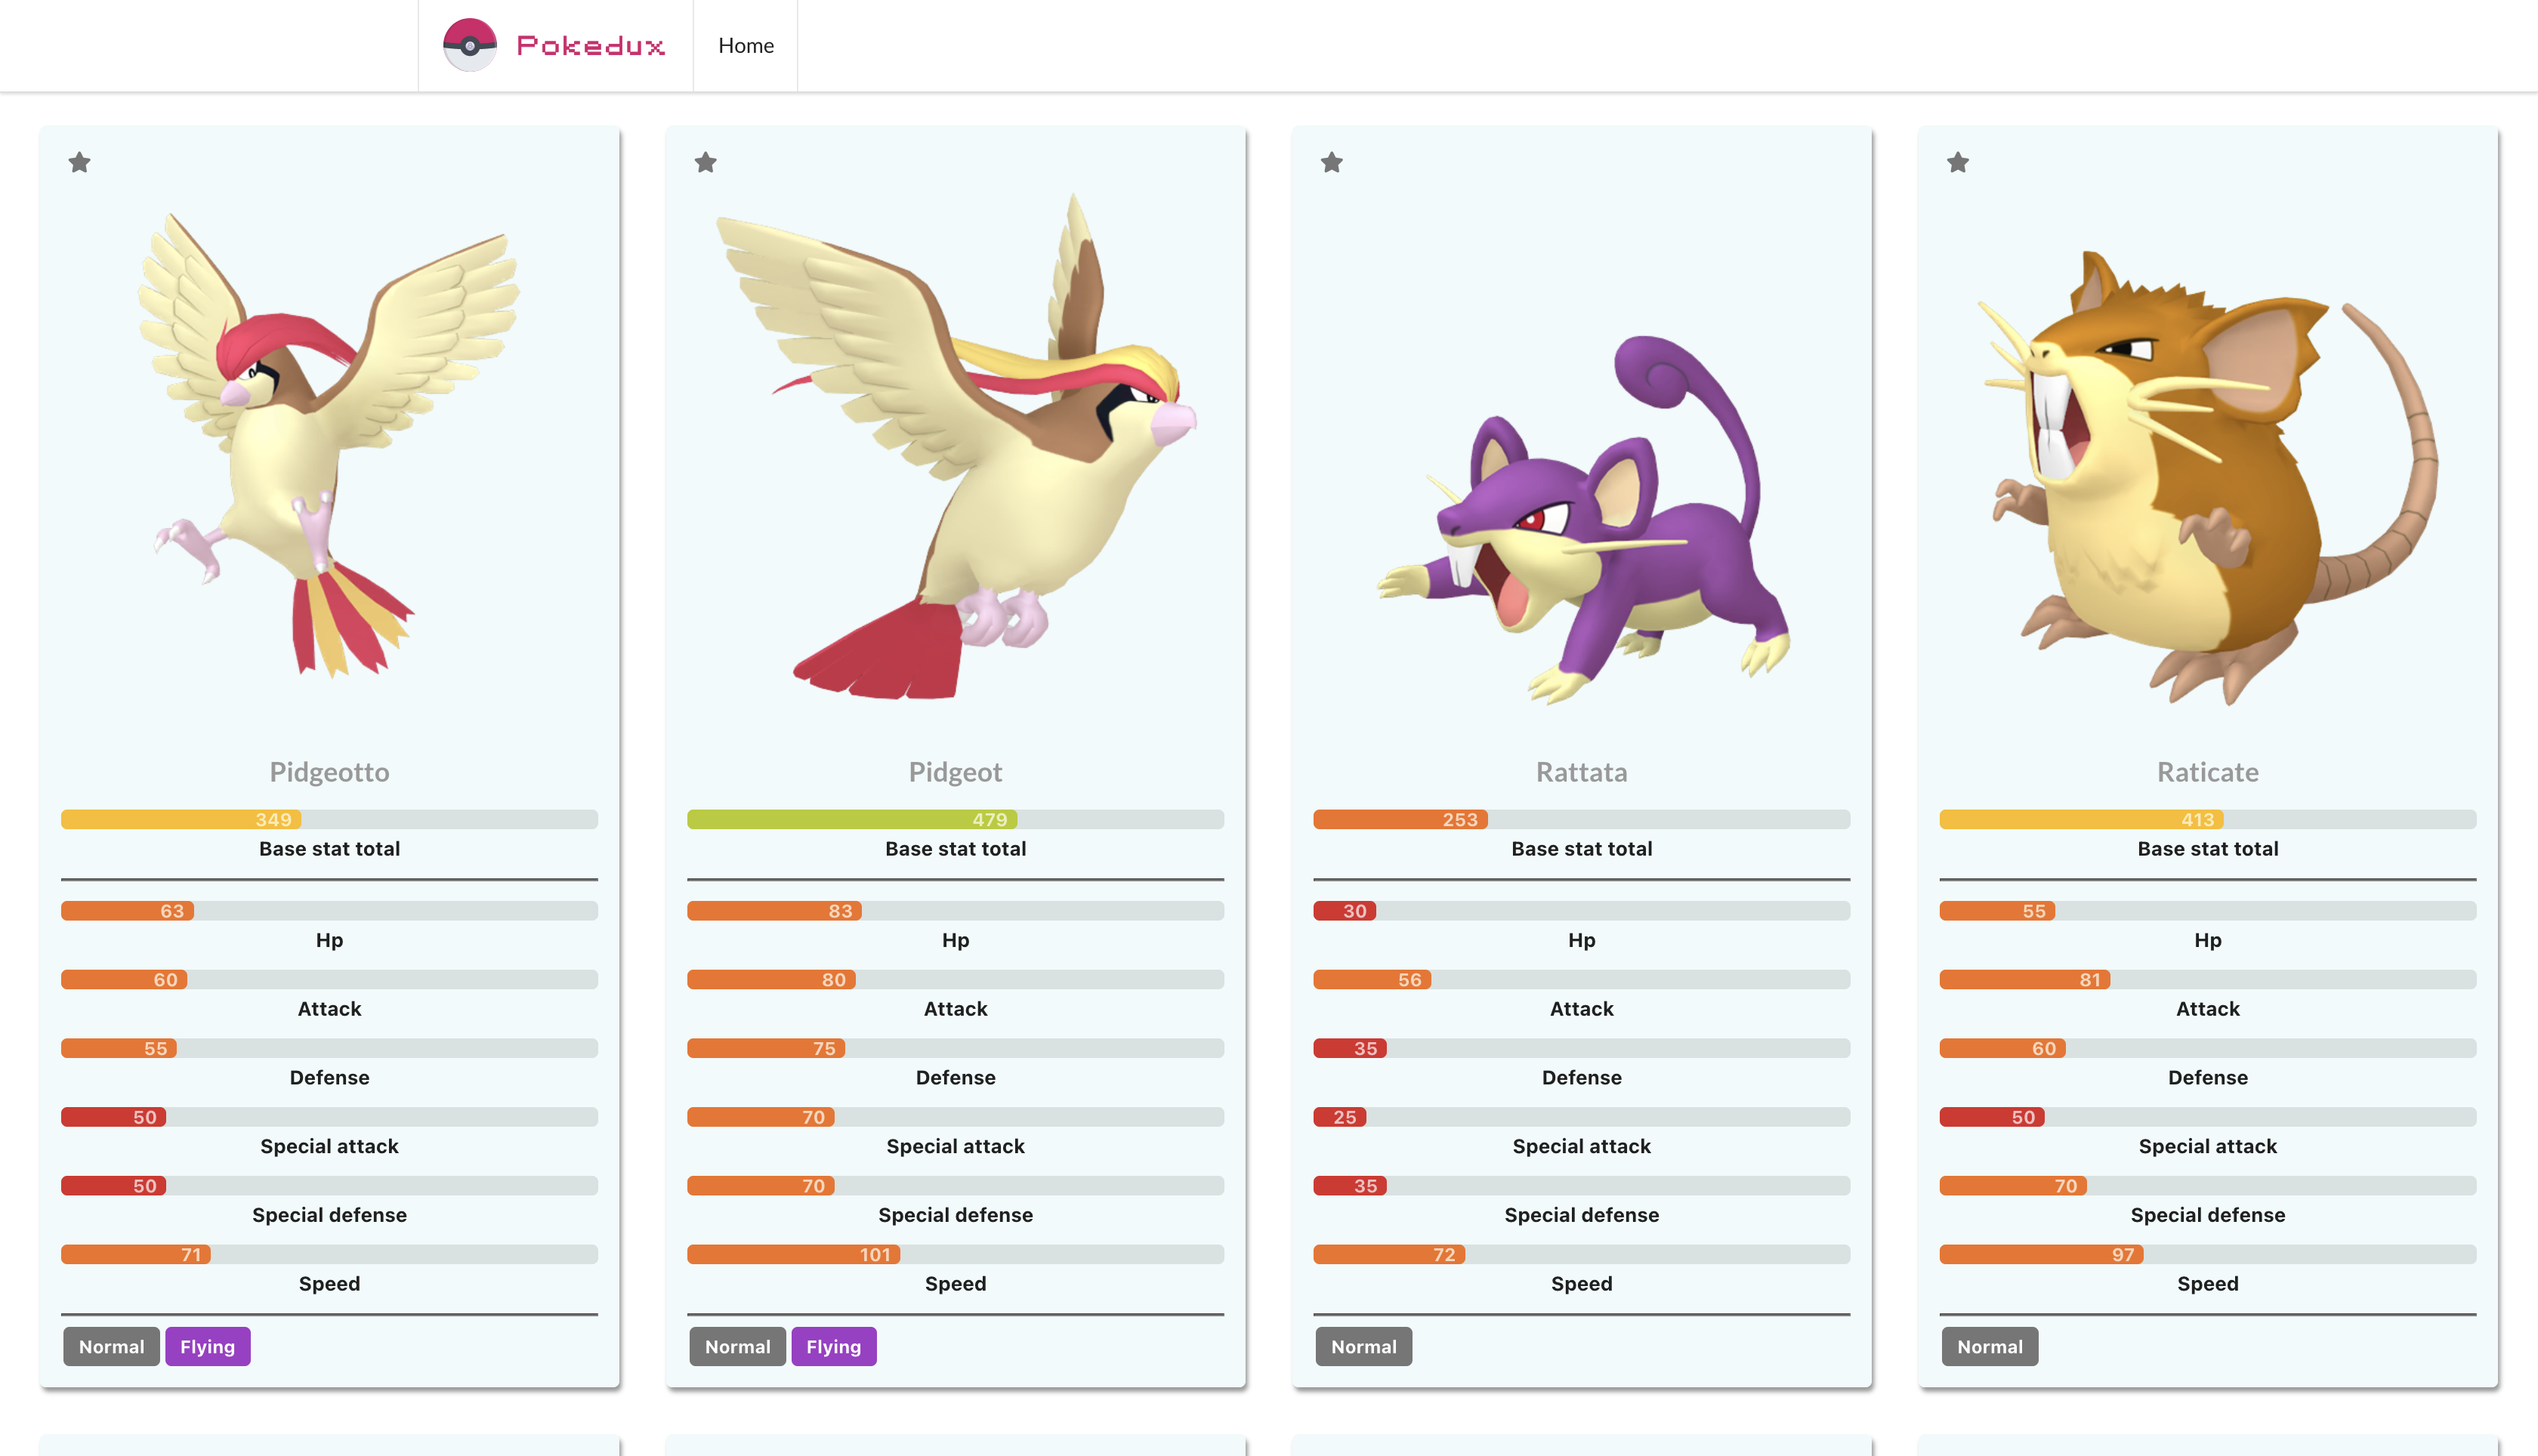 Pokedux
Home
Pidgeotto
349
Base stat total
63
Hp
60
Attack
55
Defense
50
Special attack
50
Special defense
71
Speed
Normal Flying
Pidgeot
479
Base stat total
83
Hp
80
Attack
75
Defense
70
Special attack
70
Special defense
101
Speed
Normal Flying
Rattata
253
Base stat total
30
Hp
56
Attack
35
Defense
25
Special attack
35
Special defense
72
Speed
Normal
Raticate
413
Base stat total
55
Hp
81
Attack
60
Defense
50
Special attack
70
Special defense
97
Speed
Normal